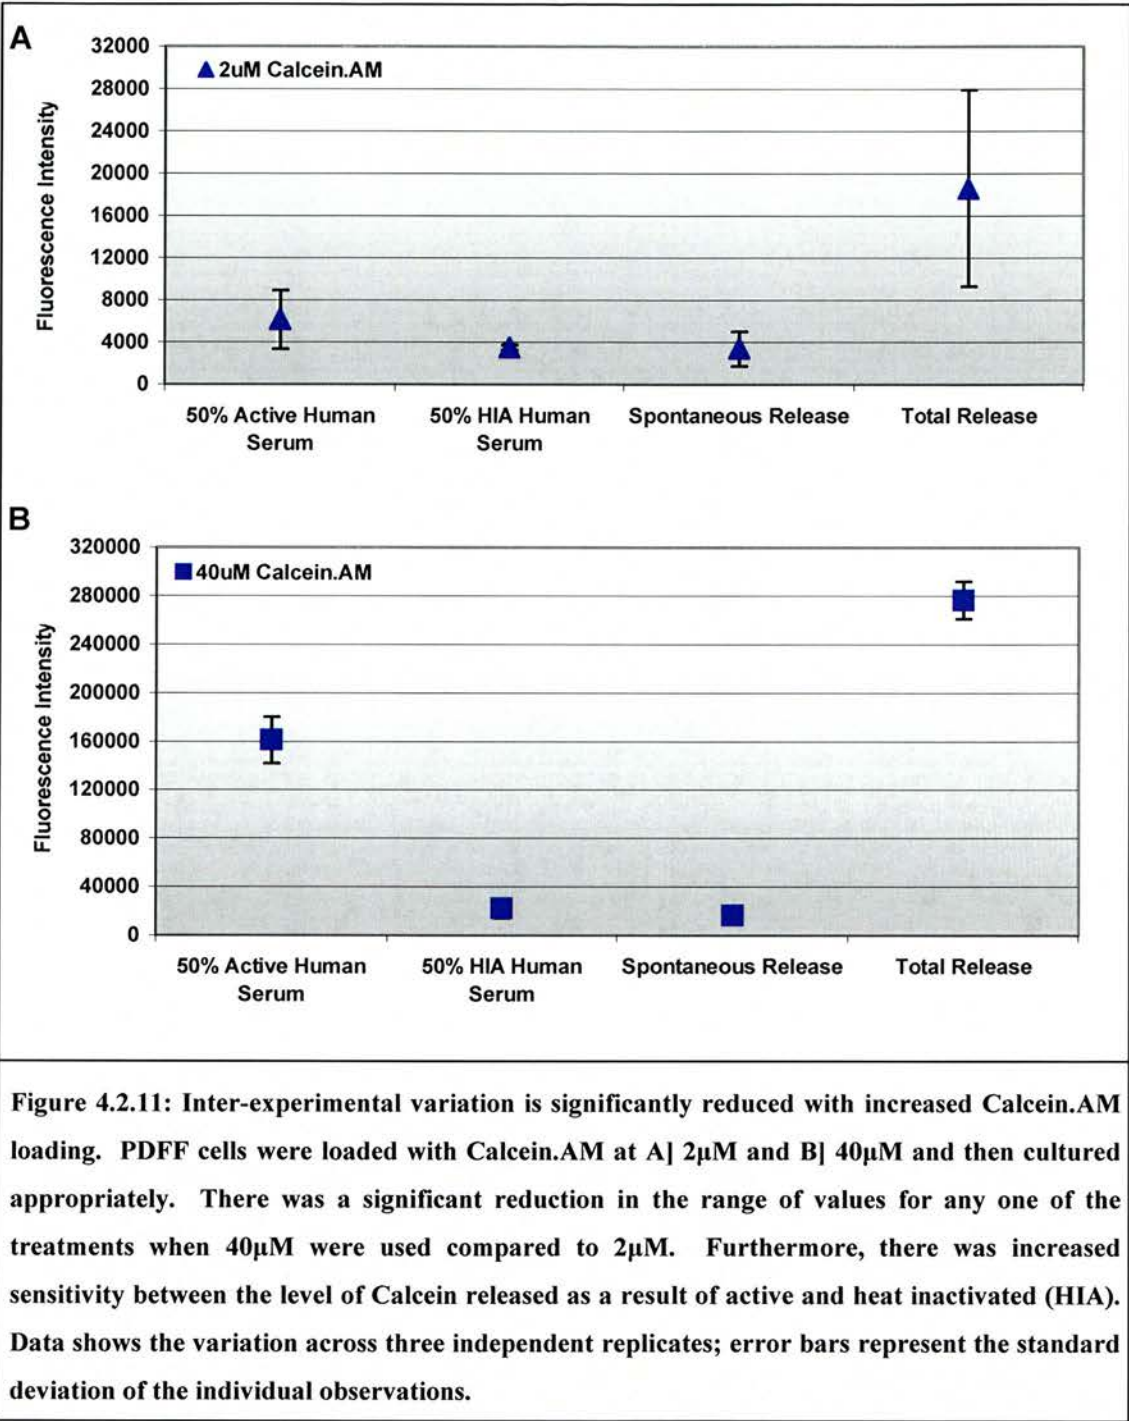 A
32000
28000
24000
20000
16000
12000
8000
4000
0
Fluorescence Intensity
2uM Calcein.AM
50% Active Human
Serum
50% HIA Human
Serum
Spontaneous Release
Total Release
B
320000
280000
240000
200000
160000
120000
80000
40000
0
Fluorescence Intensity
40uM Calcein.AM
50% Active Human
Serum
50% HIA Human
Serum
Spontaneous Release
Total Release
Figure 4.2.11: Inter-experimental variation is significantly reduced with increased Calcein.AM
loading. PDFF cells were loaded with Calcein.AM at A] 2µM and B] 40µM and then cultured
appropriately. There was a significant reduction in the range of values for any one of the
treatments when 40µM were used compared to 2µM. Furthermore, there was increased
sensitivity between the level of Calcein released as a result of active and heat inactivated (HIA).
Data shows the variation across three independent replicates; error bars represent the standard
deviation of the individual observations.